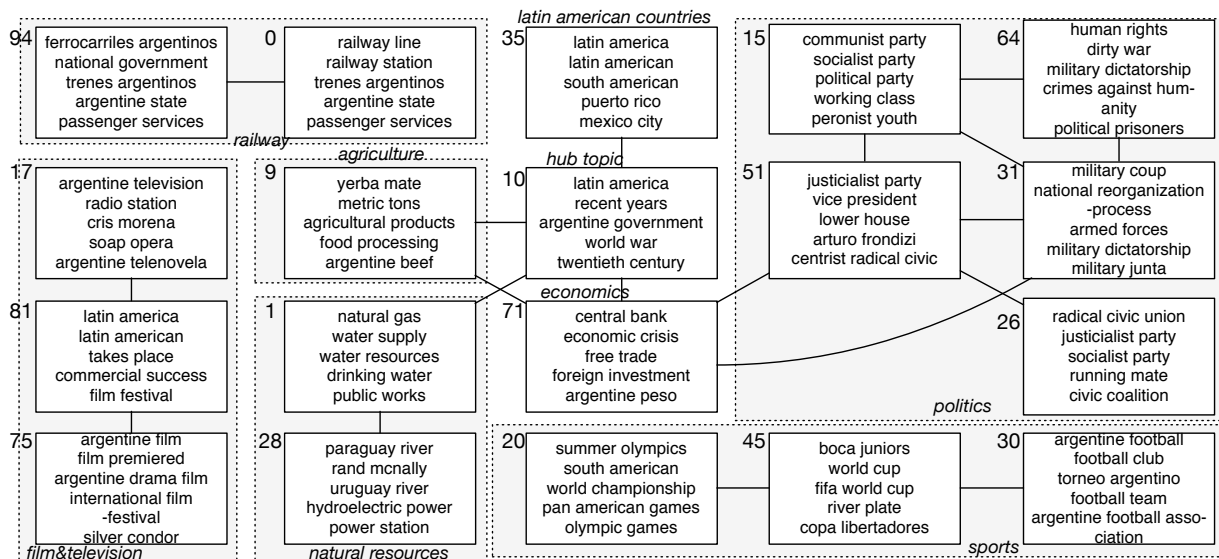 94
ferrocarriles argentinos
national government
trenes argentinos
argentine state
passenger services
0
railway line
railway station
trenes argentinos
argentine state
passenger services
railway
latin american countries
35
latin america
latin american
south american
puerto rico
mexico city
15
communist party
socialist party
political party
working class
peronist youth
64
human rights
dirty war
military dictatorship
crimes against hum-
anity
political prisoners
17
argentine television
radio station
cris morena
soap opera
argentine telenovela
agriculture
9
yerba mate
metric tons
agricultural products
food processing
argentine beef
hub topic
10
latin america
recent years
argentine government
world war
twentieth century
51
justicialist party
vice president
lower house
arturo frondizi
centrist radical civic
31
military coup
national reorganization
-process
armed forces
military dictatorship
military junta
81
latin america
latin american
takes place
commercial success
film festival
1
natural gas
water supply
water resources
drinking water
public works
economics
71
central bank
economic crisis
free trade
foreign investment
argentine peso
26
radical civic union
justicialist party
socialist party
running mate
civic coalition
politics
75
argentine film
film premiered
argentine drama film
international film
-festival
silver condor
film&television
28
paraguay river
rand mcnally
uruguay river
hydroelectric power
power station
natural resources
20
summer olympics
south american
world championship
pan american games
olympic games
45
boca juniors
world cup
fifa world cup
river plate
copa libertadores
30
argentine football
football club
torneo argentino
football team
argentine football asso-
ciation
sports